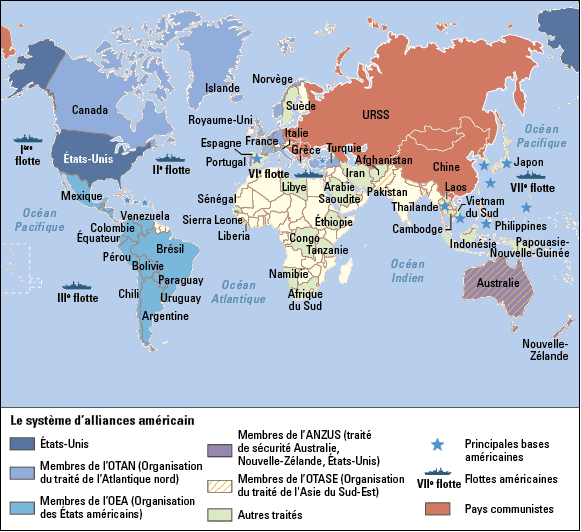 Norvège
Islande
Suède
Canada
Royaume-Uni
URSS
Océan
Pacifique
Ière
flotte
États-Unis
IIe flotte
Espagne
France
Italie
Portugal
Grèce
Turquie
VIe flotte
Afghanistan
Iran
Chine
Japon
VIIe flotte
Mexique
Libye
Arabie
Saoudite
Pakistan
Laos
Thaïlande
Vietnam
du Sud
Océan
Pacifique
Venezuela
Colombie
Équateur
Sénégal
Sierra Leone
Liberia
Éthiopie
Cambodge
Philippines
Brésil
Pérou
Bolivie
Congo
Tanzanie
Indonésie
Papouasie-
Nouvelle-Guinée
IIIe flotte
Paraguay
Océan
Atlantique
Namibie
Océan
Indien
Australie
Chili
Uruguay
Argentine
Afrique
du Sud
Nouvelle-
Zélande
Le système d'alliances américain
États-Unis
Membres de l'OTAN (Organisation
du traité de l'Atlantique nord)
Membres de l'OEA (Organisation
des États américains)
Membres de l'ANZUS (traité
de sécurité Australie,
Nouvelle-Zélande, États-Unis)
Membres de l'OTASE (Organisation
du traité de l'Asie du Sud-Est)
Autres traités
Principales bases
américaines
VIIe flotte
Flottes américaines
Pays communistes